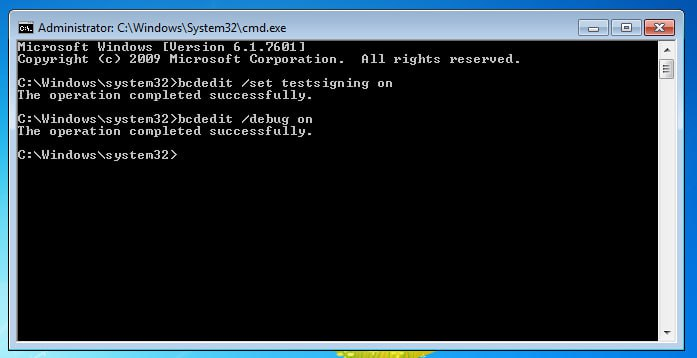 Administrator: C:\Windows\System32\cmd.exe
Microsoft Windows [Version 6.1.7601]
Copyright (c) 2009 Microsoft Corporation.  All rights reserved.
C:\Windows\system32>bcdedit /set testsigning on
The operation completed successfully.
C:\Windows\system32>bcdedit /debug on
The operation completed successfully.
C:\Windows\system32>